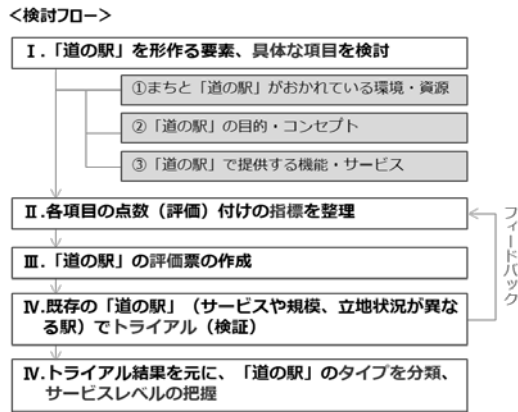 ＜検討フロー＞
Ⅰ.「道の駅」を形作る要素、具体な項目を検討
①まちと「道の駅」がおかれている環境・資源
②「道の駅」の目的・コンセプト
③「道の駅」で提供する機能・サービス
Ⅱ.各項目の点数（評価）付けの指標を整理
Ⅲ.「道の駅」の評価票の作成
Ⅳ.既存の「道の駅」（サービスや規模、立地状況が異な
る駅）でトライアル（検証）
Ⅳ.トライアル結果を元に、「道の駅」のタイプを分類、
サービスレベルの把握
フィードバック